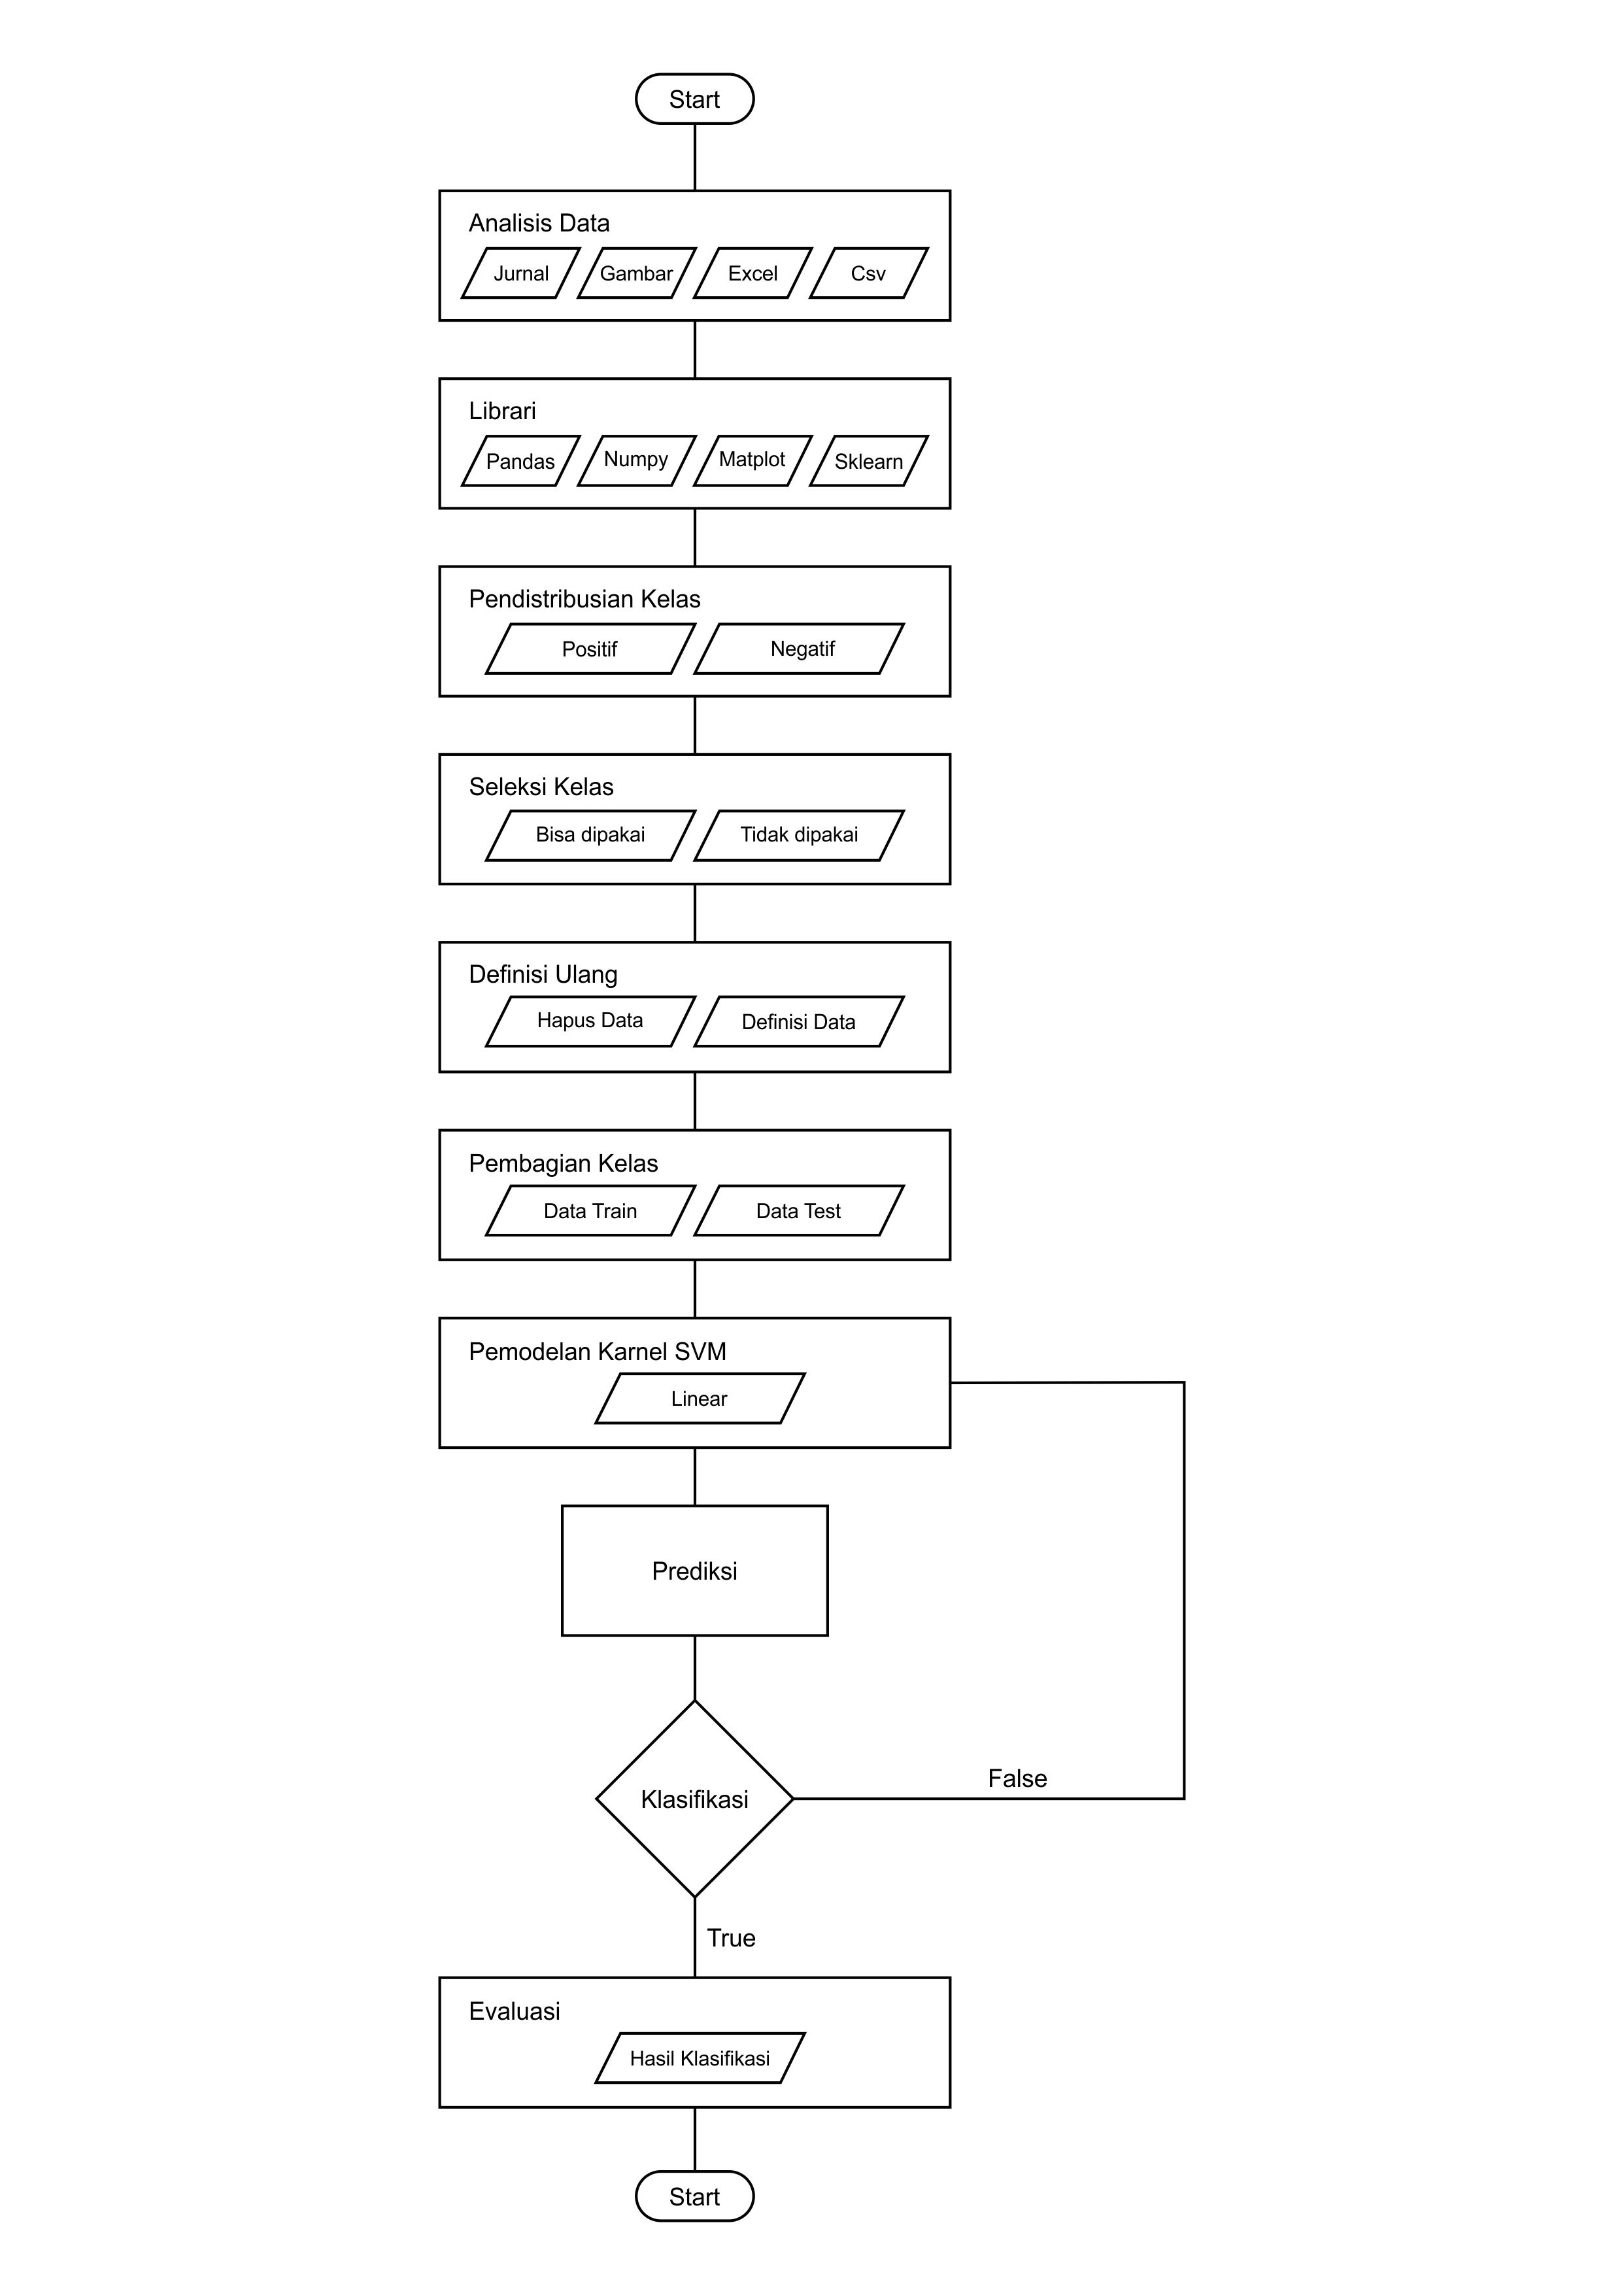 Start
Analisis Data
Jurnal Gambar Excel Csv
Librari
Pandas Numpy Matplot Sklearn
Pendistribusian Kelas
Positif Negatif
Seleksi Kelas
Bisa dipakai Tidak dipakai
Definisi Ulang
Hapus Data Definisi Data
Pembagian Kelas
Data Train Data Test
Pemodelan Karnel SVM
Linear
Prediksi
Klasifikasi
False
True
Evaluasi
Hasil Klasifikasi
Start